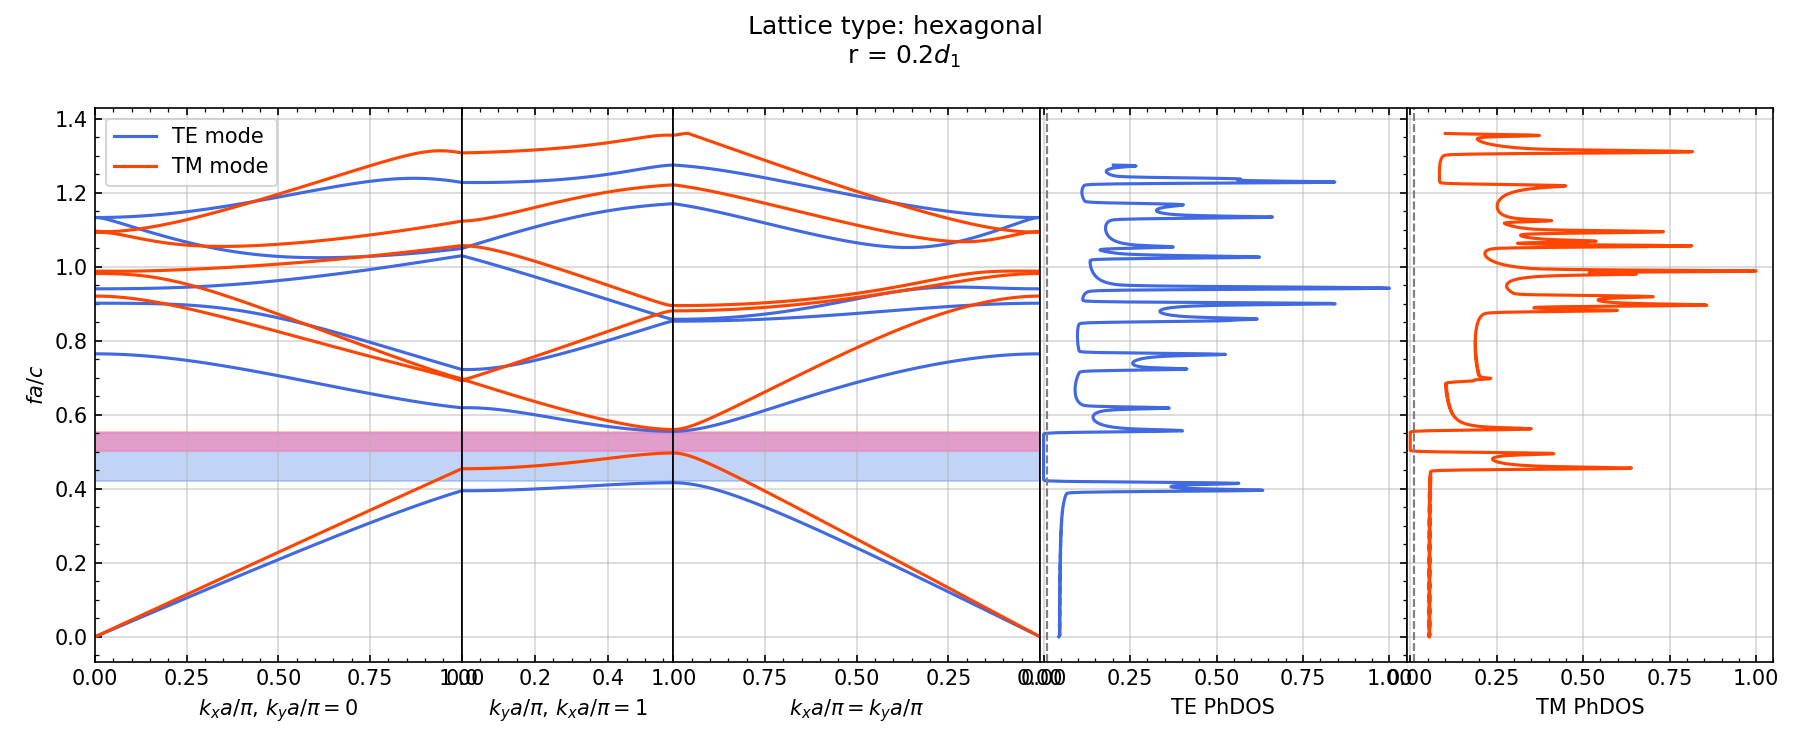 Lattice type: hexagonal
r = 0.2d₁
TE mode
TM mode
fa/c
1.4
1.2
1.0
0.8
0.6
0.4
0.2
0.0
0.00 0.25 0.50 0.75 1.00 0.00 0.2 0.4 1.00 0.75 0.50 0.25 0.00 0.00 0.25 0.50 0.75 1.00 0.00 0.25 0.50 0.75 1.00
kₓa/π, kᵧa/π = 0
kᵧa/π, kₓa/π = 1
kₓa/π = kᵧa/π
TE PhDOS
TM PhDOS